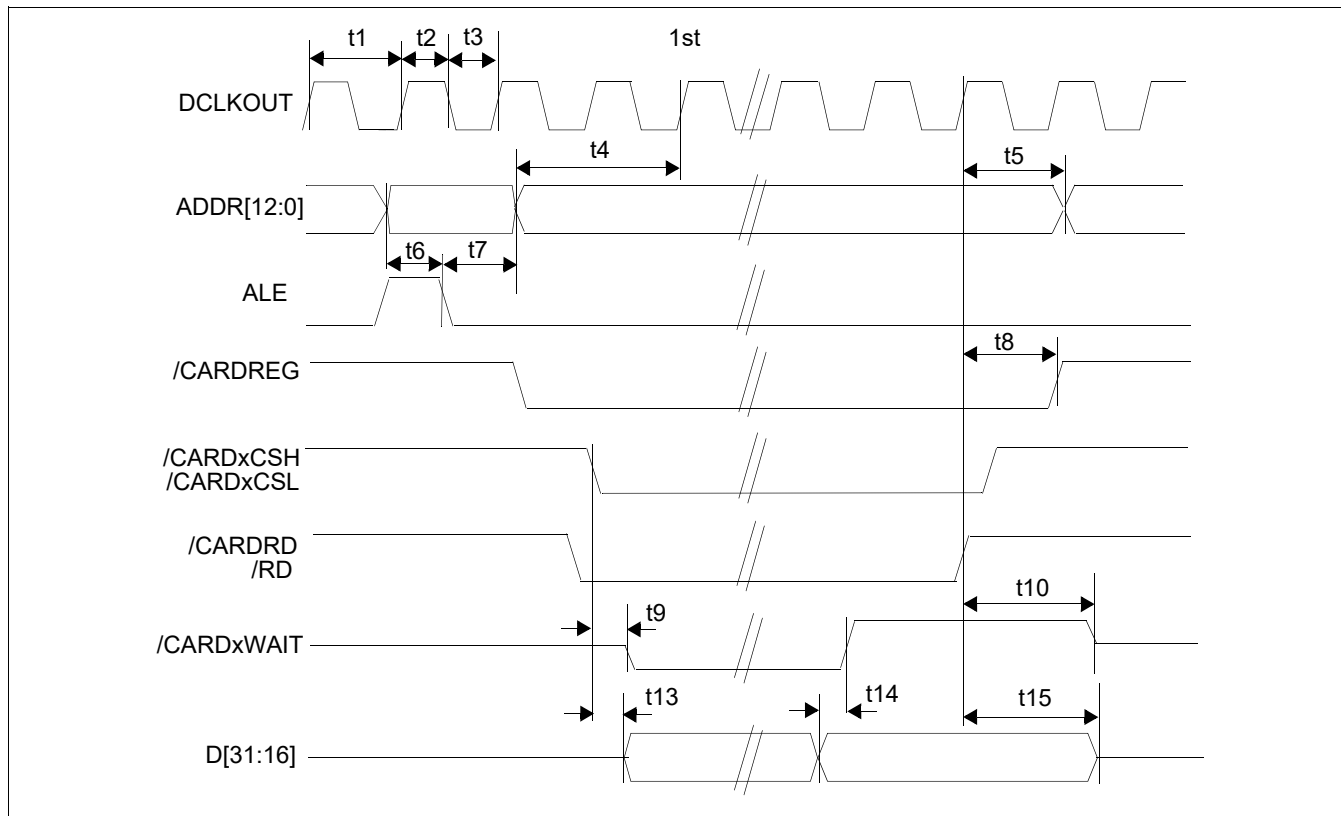 t1 t2 t3 1st
DCLKOUT
t4 t5
ADDR[12:0]
t6 t7
ALE
t8
/CARDREG
/CARDxCSH
/CARDxCSL
/CARDRD
/RD
t10
t9
/CARDxWAIT
t13 t14 t15
D[31:16]